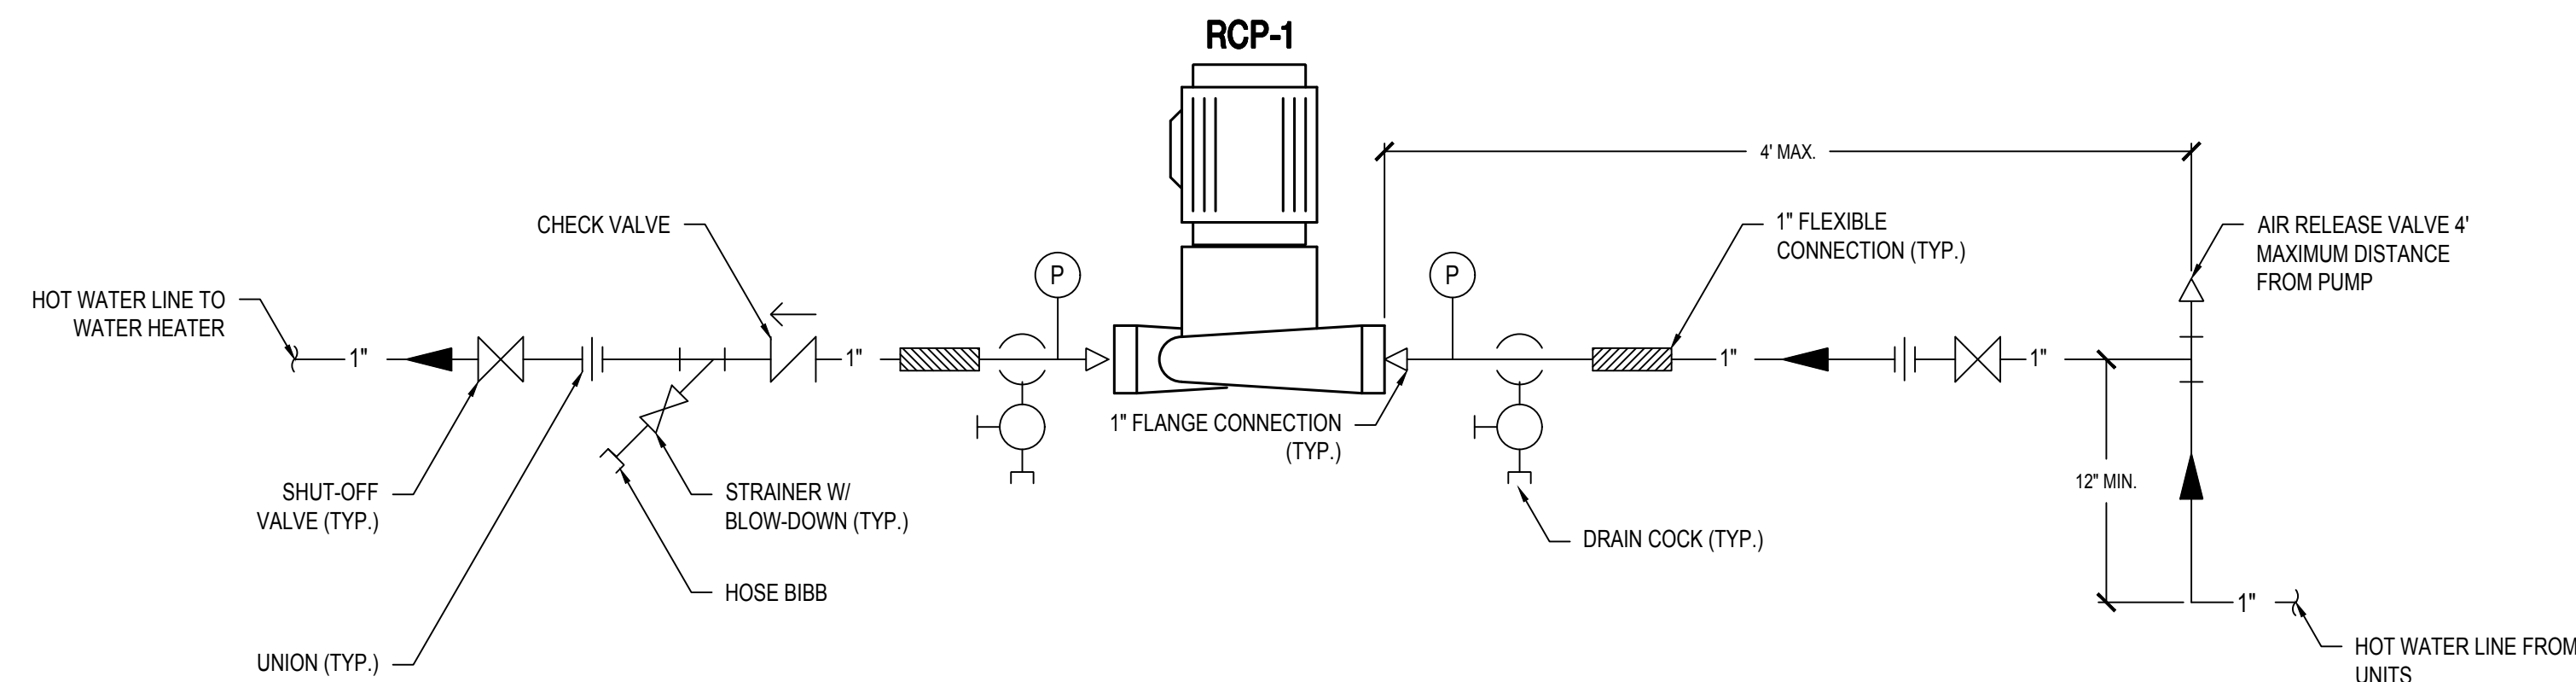 RCP-1
4' MAX.
CHECK VALVE
1" FLEXIBLE
CONNECTION (TYP.)
AIR RELEASE VALVE 4'
MAXIMUM DISTANCE
FROM PUMP
P
P
HOT WATER LINE TO
WATER HEATER
1"
1"
1"
1"
1" FLANGE CONNECTION
(TYP.)
12" MIN.
SHUT-OFF
VALVE (TYP.)
STRAINER W/
BLOW-DOWN (TYP.)
DRAIN COCK (TYP.)
HOSE BIBB
1"
UNION (TYP.)
HOT WATER LINE FROM
UNITS